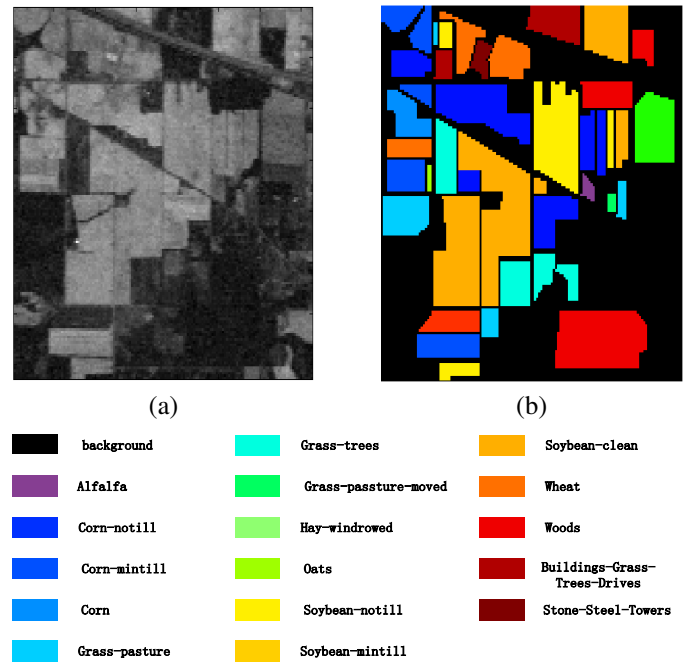 (a)
(b)
background
Grass-trees
Soybean-clean
Alfalfa
Grass-passture-moved
Wheat
Corn-notill
Hay-windrowed
Woods
Corn-mintill
Oats
Buildings-Grass-
Trees-Drives
Corn
Soybean-notill
Stone-Steel-Towers
Grass-pasture
Soybean-mintill